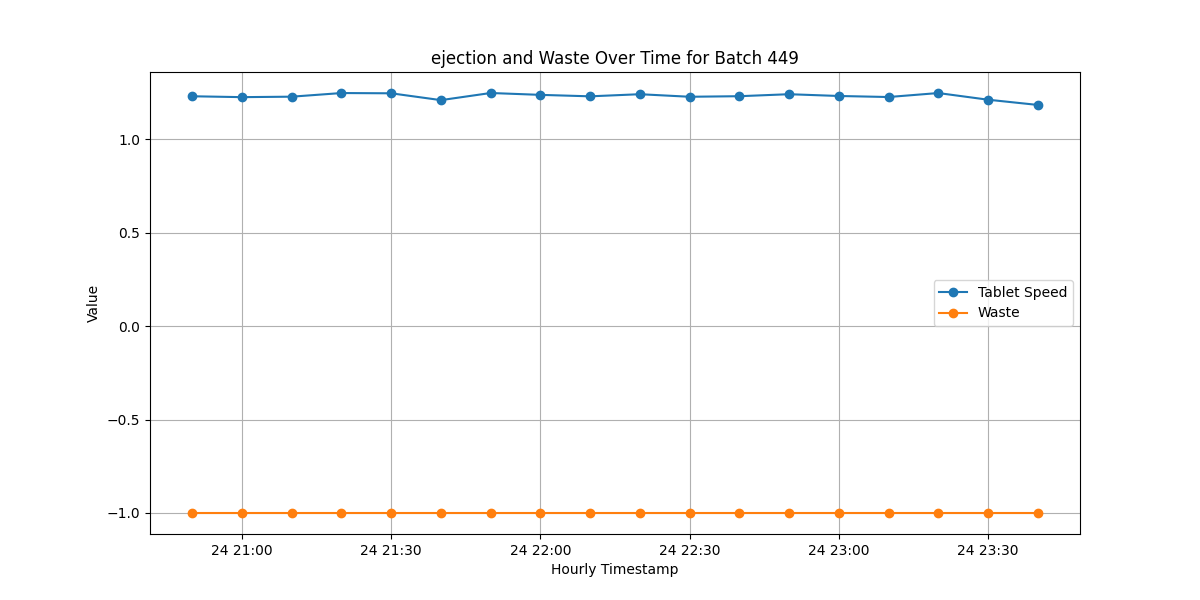 ejection and Waste Over Time for Batch 449
1.0
0.5
0.0
−0.5
−1.0
Value
Tablet Speed
Waste
24 21:00
24 21:30
24 22:00
24 22:30
24 23:00
24 23:30
Hourly Timestamp